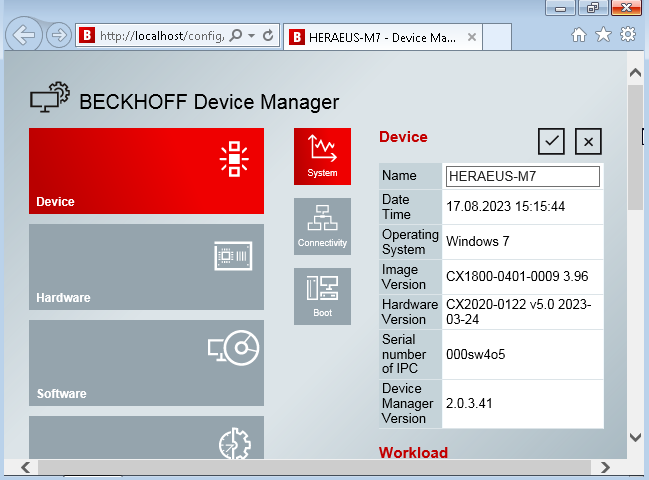 http://localhost/config,
HERAEUS-M7 - Device Ma...
BECKHOFF Device Manager
Device
Hardware
Software
System
Connectivity
Boot
Device
Name HERAEUS-M7
Date
Time
17.08.2023 15:15:44
Operating
System
Windows 7
Image
Version
CX1800-0401-0009 3.96
Hardware
Version
CX2020-0122 v5.0 2023-
03-24
Serial
number
of IPC
000sw4o5
Device
Manager
Version
2.0.3.41
Workload